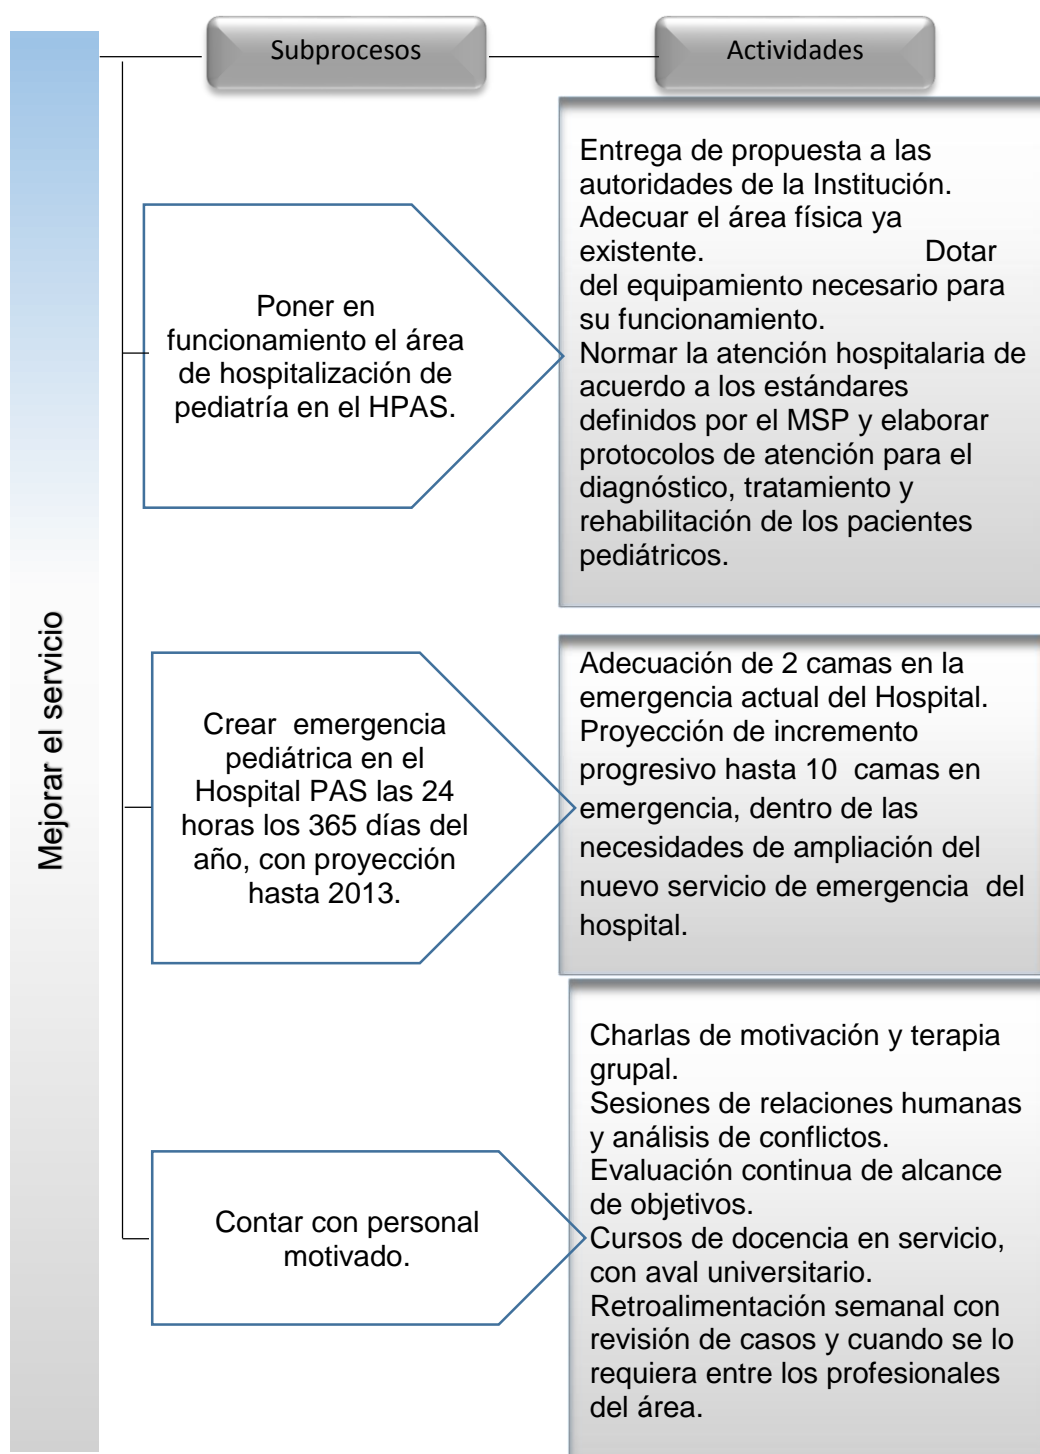 Subprocesos
Actividades
Mejorar el servicio
Poner en
funcionamiento el área
de hospitalización de
pediatría en el HPAS.
Entrega de propuesta a las
autoridades de la Institución.
Adecuar el área física ya
existente. Dotar
del equipamiento necesario para
su funcionamiento.
Normar la atención hospitalaria de
acuerdo a los estándares
definidos por el MSP y elaborar
protocolos de atención para el
diagnóstico, tratamiento y
rehabilitación de los pacientes
pediátricos.
Crear emergencia
pediátrica en el
Hospital PAS las 24
horas los 365 días del
año, con proyección
hasta 2013.
Adecuación de 2 camas en la
emergencia actual del Hospital.
Proyección de incremento
progresivo hasta 10 camas en
emergencia, dentro de las
necesidades de ampliación del
nuevo servicio de emergencia del
hospital.
Contar con personal
motivado.
Charlas de motivación y terapia
grupal.
Sesiones de relaciones humanas
y análisis de conflictos.
Evaluación continua de alcance
de objetivos.
Cursos de docencia en servicio,
con aval universitario.
Retroalimentación semanal con
revisión de casos y cuando se lo
requiera entre los profesionales
del área.